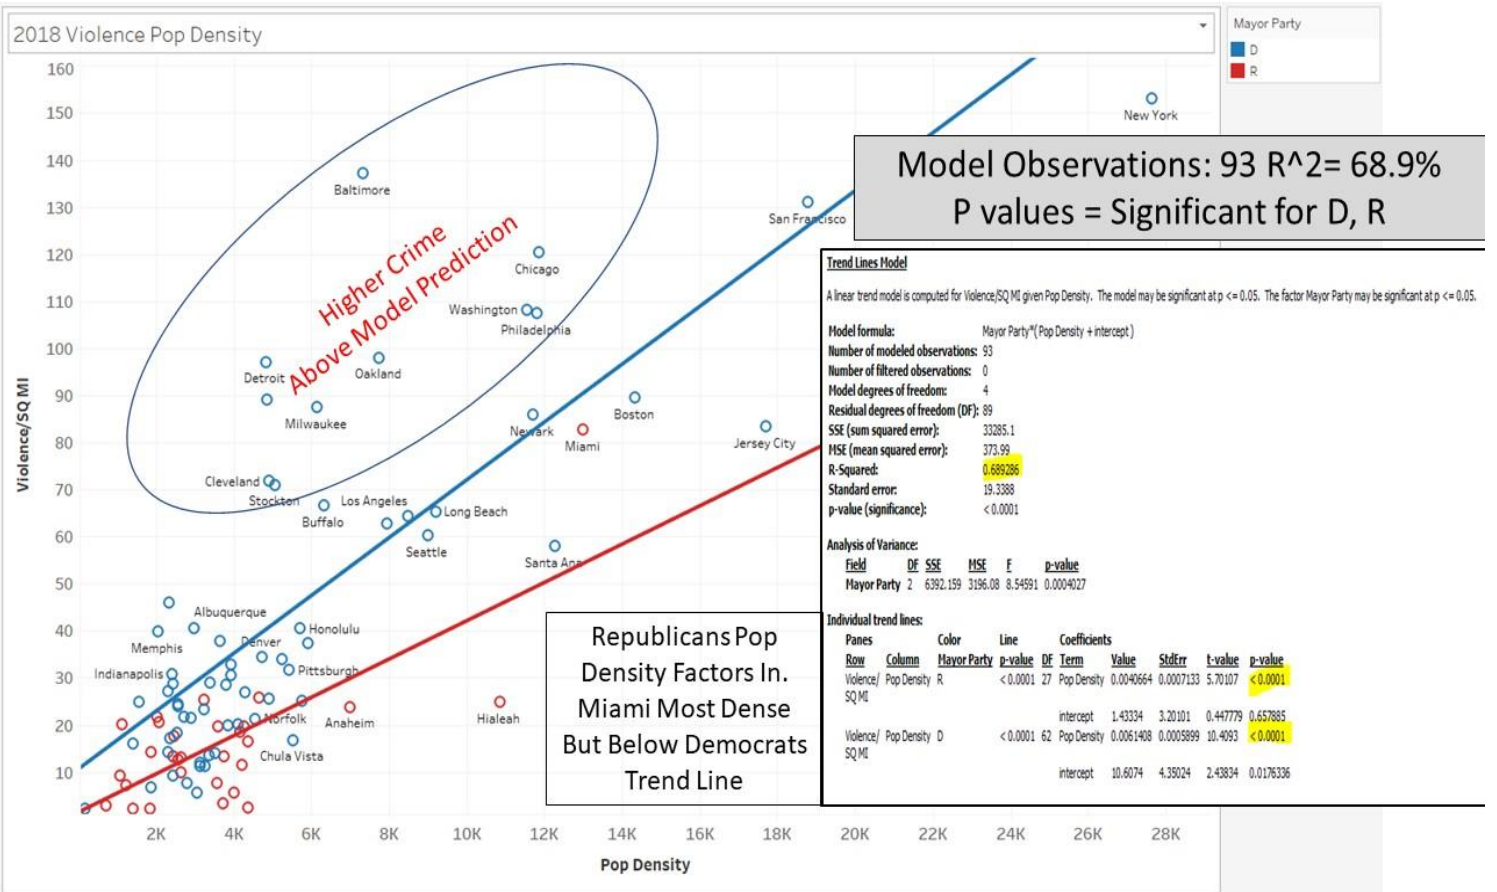 2018 Violence Pop Density
Mayor Party
D
R
160
150
140
130
120
110
100
90
80
70
60
50
40
30
20
10
Violence/SQ MI
New York
Baltimore
San Francisco
Higher Crime
Above Model Prediction
Chicago
Washington
Philadelphia
Detroit
Oakland
Milwaukee
Newark
Boston
Miami
Jersey City
Cleveland
Stockton
Los Angeles
Buffalo
Long Beach
Seattle
Santa Ana
Albuquerque
Memphis
Denver
Honolulu
Indianapolis
Pittsburgh
Norfolk
Anaheim
Hialeah
Chula Vista
2K
4K
6K
8K
10K
12K
14K
16K
18K
20K
22K
24K
26K
28K
Pop Density
Model Observations: 93 R^2= 68.9%
P values = Significant for D, R
Republicans Pop
Density Factors In.
Miami Most Dense
But Below Democrats
Trend Line
Trend Lines Model
A linear trend model is computed for Violence/SQ MI given Pop Density. The model may be significant at p <= 0.05. The factor Mayor Party may be significant at p <= 0.05.
Model formula: Mayor Party*( Pop Density + intercept )
Number of modeled observations: 93
Number of filtered observations: 0
Model degrees of freedom: 4
Residual degrees of freedom (DF): 89
SSE (sum squared error): 33285.1
MSE (mean squared error): 373.99
R-Squared: 0.689286
Standard error: 19.3388
p-value (significance): < 0.0001
Analysis of Variance:
Field DF SSE MSE F p-value
Mayor Party 2 6392.159 3196.08 8.54591 0.0004027
Individual trend lines:
Panes Color Line Coefficients
Row Column Mayor Party p-value DF Term Value StdErr t-value p-value
Violence/ Pop Density R < 0.0001 27 Pop Density 0.0040664 0.0007133 5.70107 < 0.0001
SQ MI
intercept 1.43334 3.20101 0.447779 0.657885
Violence/ Pop Density D < 0.0001 62 Pop Density 0.0061408 0.0005899 10.4093 < 0.0001
SQ MI
intercept 10.6074 4.35024 2.43834 0.0176336